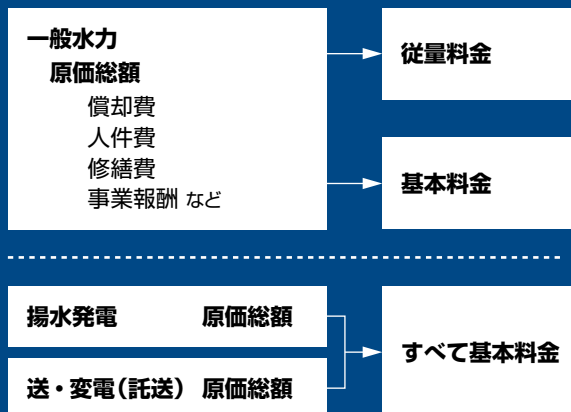 一般水力
原価総額
償却費
人件費
修繕費
事業報酬 など
従量料金
基本料金
揚水発電 原価総額
送・変電(託送) 原価総額
すべて基本料金